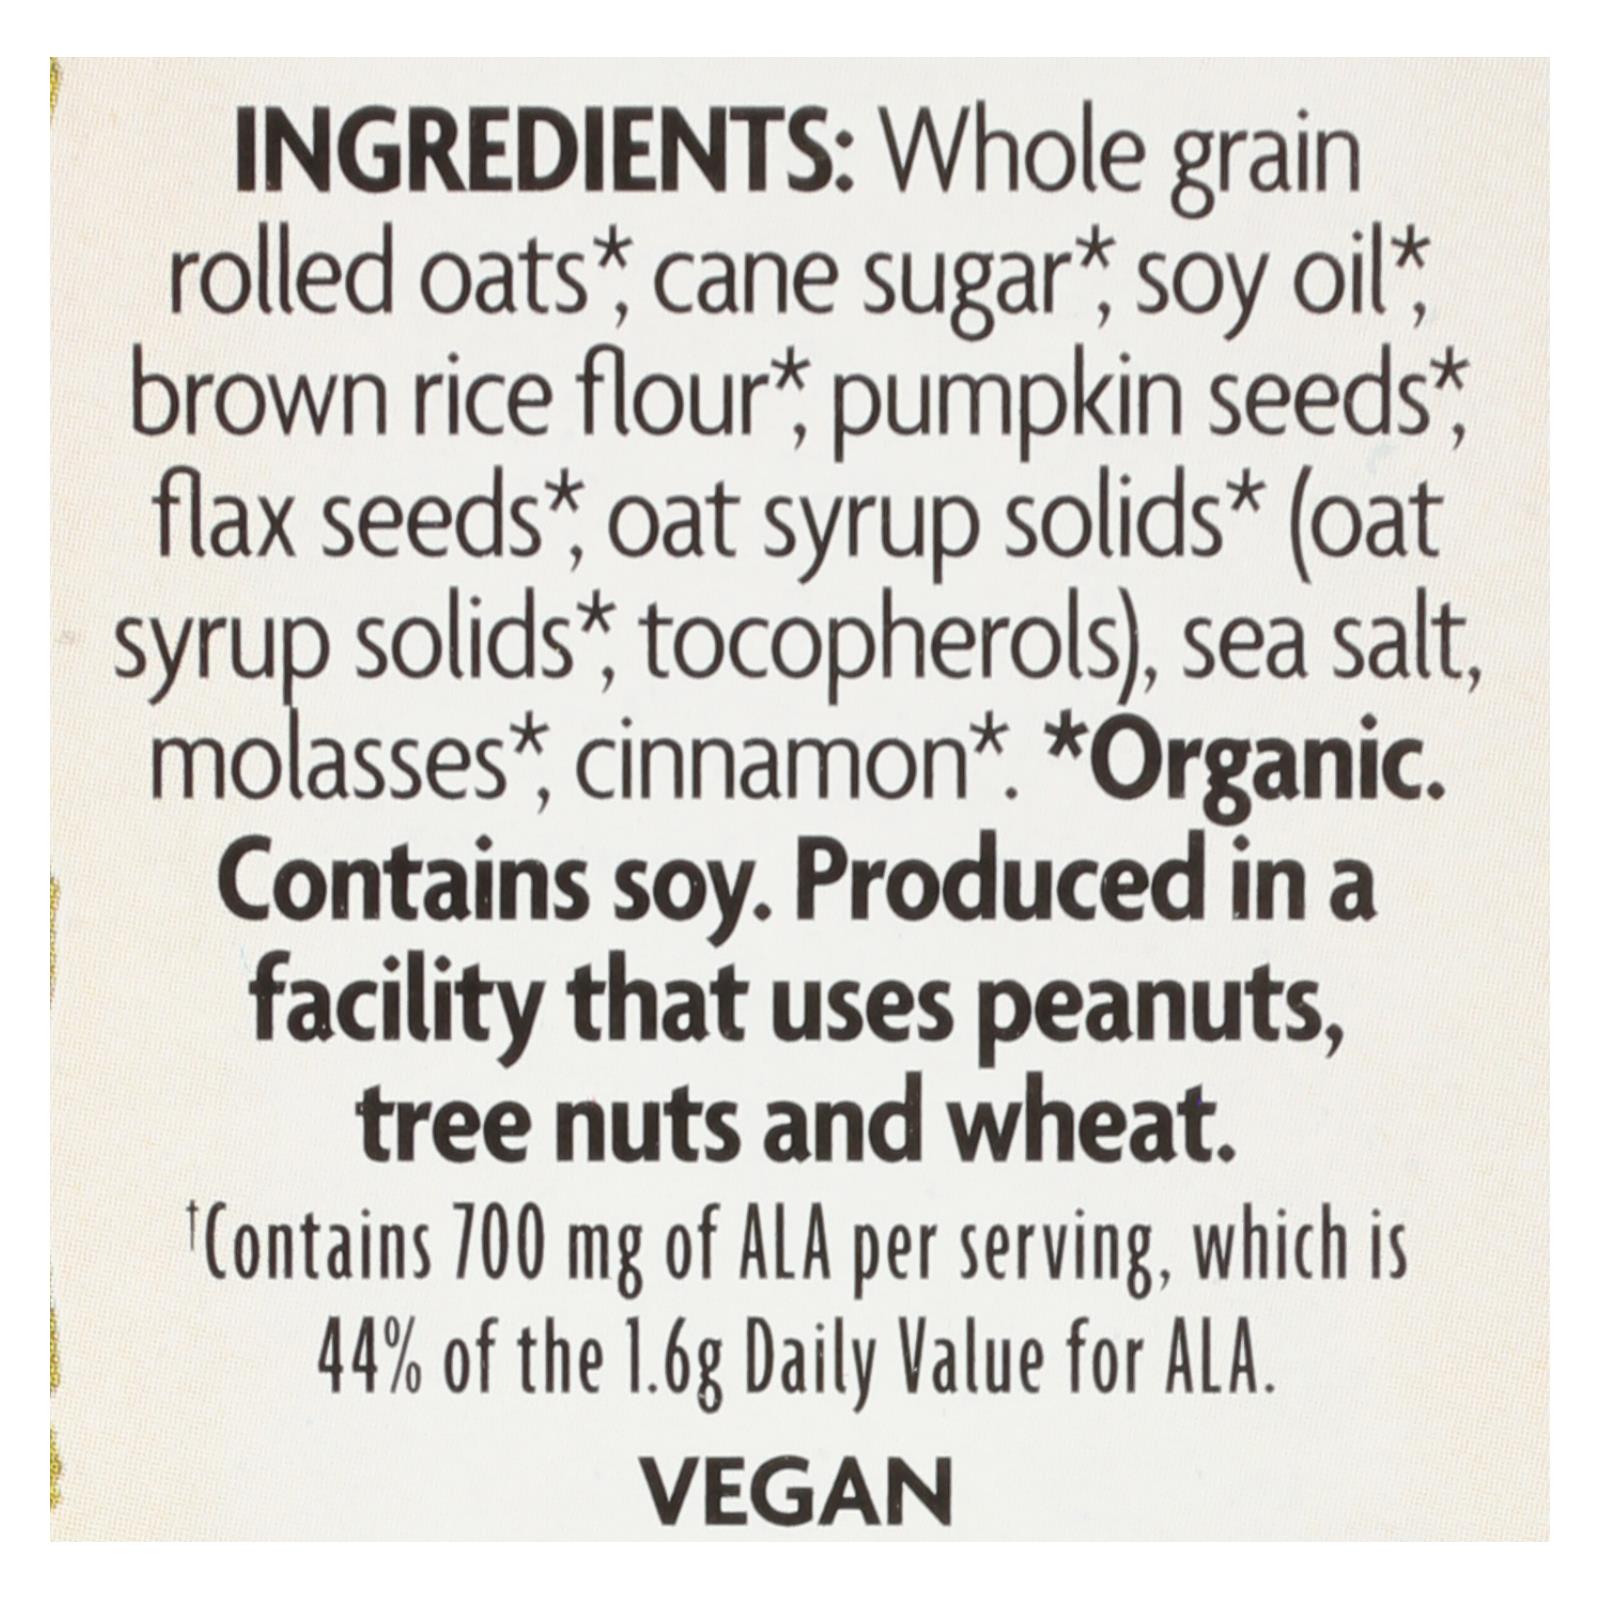 INGREDIENTS: Whole grain
rolled oats*, cane sugar*, soy oil*,
brown rice flour*, pumpkin seeds*,
flax seeds*, oat syrup solids* (oat
syrup solids*, tocopherols), sea salt,
molasses*, cinnamon*. *Organic.
Contains soy. Produced in a
facility that uses peanuts,
tree nuts and wheat.
†Contains 700 mg of ALA per serving, which is
44% of the 1.6g Daily Value for ALA.
VEGAN